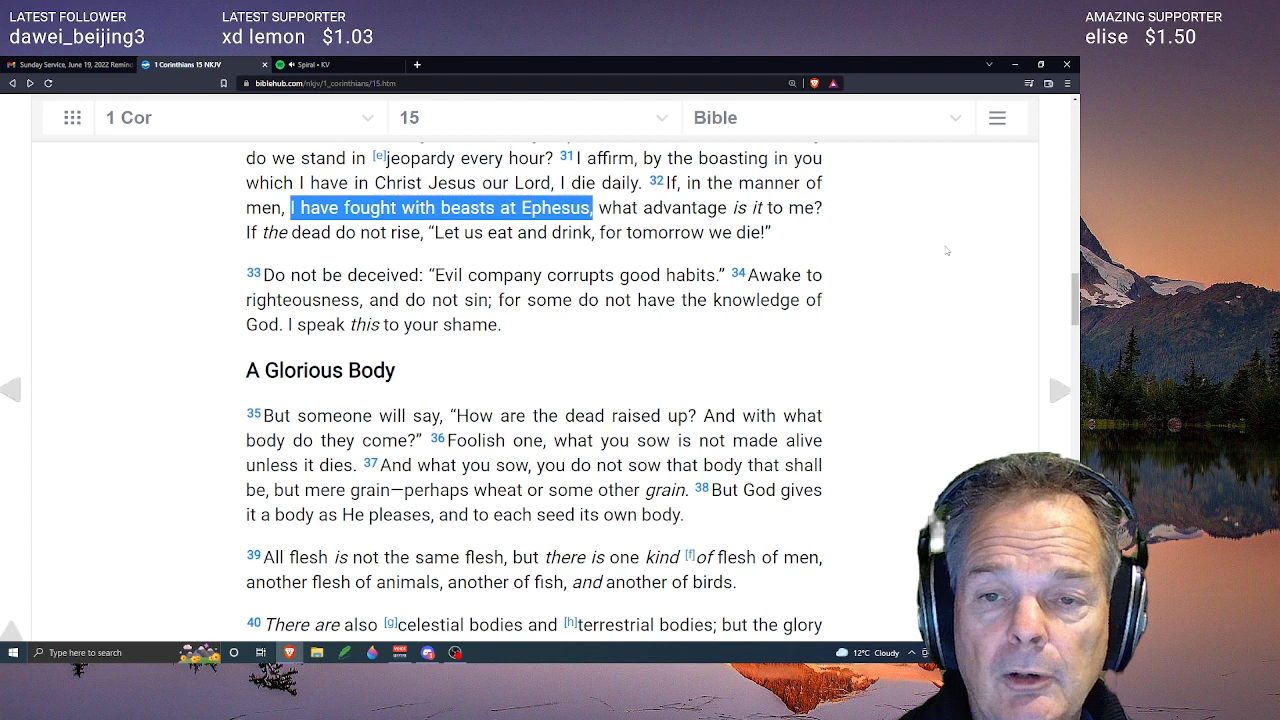 LATEST FOLLOWER
dawei_beijing3
LATEST SUPPORTER
xd lemon $1.03
AMAZING SUPPORTER
elise $1.50
Sunday Service, June 19, 2022 Remind
1 Corinthians 15 NKJV
Spiral • KV
biblehub.com/nkjv/1_corinthians/15.htm
1 Cor
15
Bible
do we stand in [e]jeopardy every hour? 31 I affirm, by the boasting in you
which I have in Christ Jesus our Lord, I die daily. 32 If, in the manner of
men, I have fought with beasts at Ephesus, what advantage is it to me?
If the dead do not rise, “Let us eat and drink, for tomorrow we die!”
33 Do not be deceived: “Evil company corrupts good habits.” 34 Awake to
righteousness, and do not sin; for some do not have the knowledge of
God. I speak this to your shame.
A Glorious Body
35 But someone will say, “How are the dead raised up? And with what
body do they come?” 36 Foolish one, what you sow is not made alive
unless it dies. 37 And what you sow, you do not sow that body that shall
be, but mere grain—perhaps wheat or some other grain. 38 But God gives
it a body as He pleases, and to each seed its own body.
39 All flesh is not the same flesh, but there is one kind [f]of flesh of men,
another flesh of animals, another of fish, and another of birds.
40 There are also [g]celestial bodies and [h]terrestrial bodies; but the glory
Type here to search
12°C Cloudy